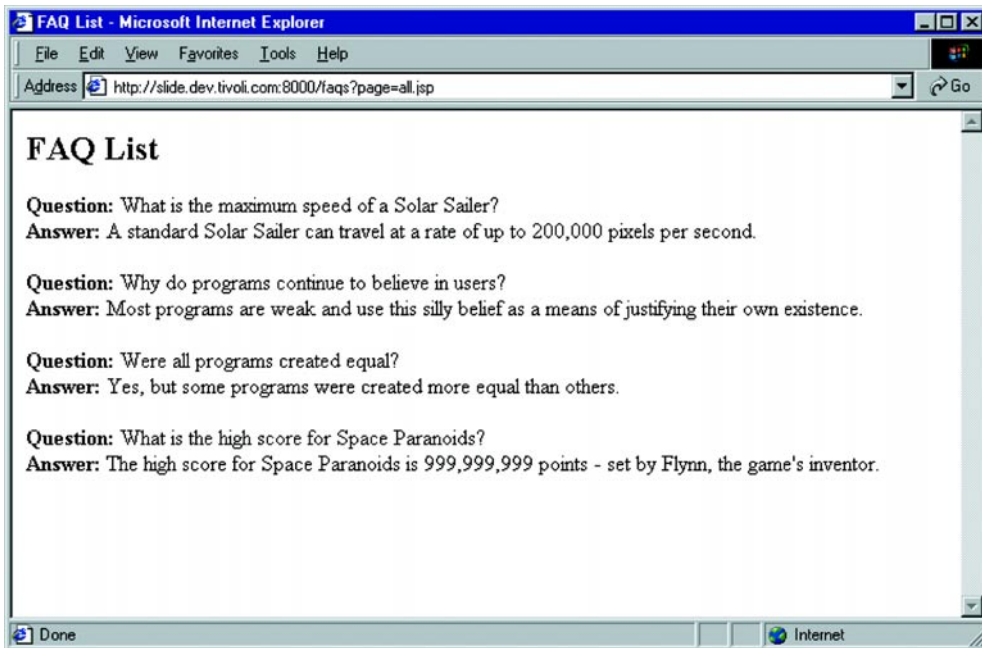 FAQ List - Microsoft Internet Explorer
File Edit View Favorites Tools Help
Address http://slide.dev.tivoli.com:8000/faqs?page=all.jsp Go
FAQ List
Question: What is the maximum speed of a Solar Sailer?
Answer: A standard Solar Sailer can travel at a rate of up to 200,000 pixels per second.
Question: Why do programs continue to believe in users?
Answer: Most programs are weak and use this silly belief as a means of justifying their own existence.
Question: Were all programs created equal?
Answer: Yes, but some programs were created more equal than others.
Question: What is the high score for Space Paranoids?
Answer: The high score for Space Paranoids is 999,999,999 points - set by Flynn, the game's inventor.
Done Internet